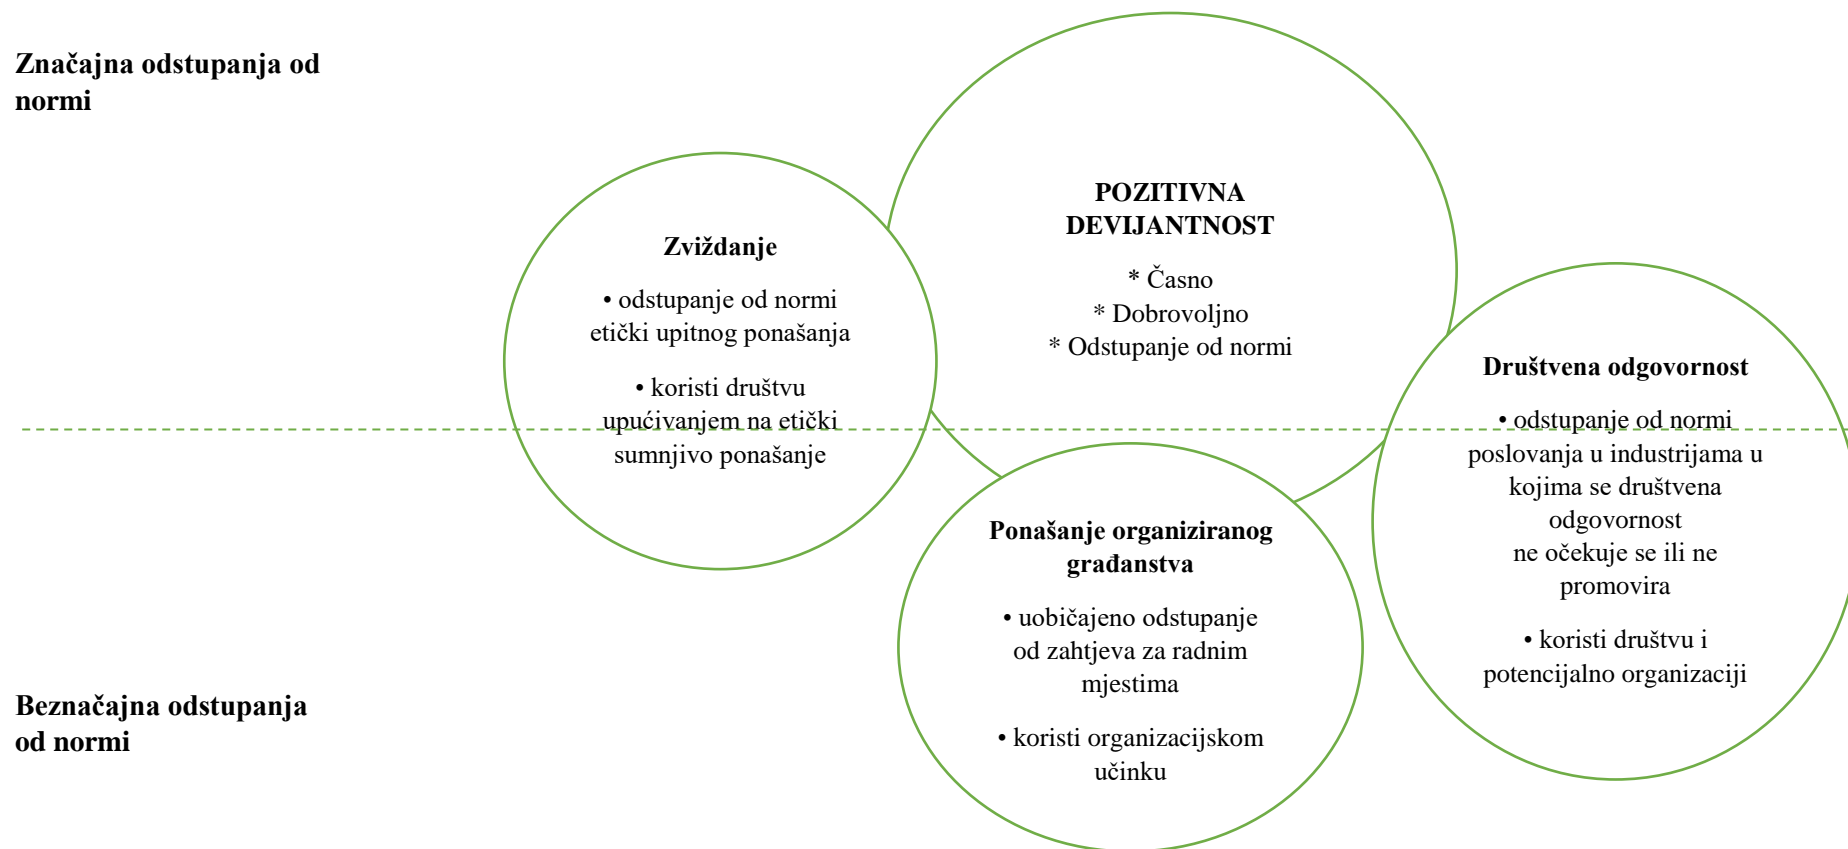 Značajna odstupanja od
normi
POZITIVNA
DEVIJANTNOST
* Časno
* Dobrovoljno
* Odstupanje od normi
Zviždanje
• odstupanje od normi
etički upitnog ponašanja
• koristi društvu
upućivanjem na etički
sumnjivo ponašanje
Društvena odgovornost
• odstupanje od normi
poslovanja u industrijama u
kojima se društvena
odgovornost
ne očekuje se ili ne
promovira
• koristi društvu i
potencijalno organizaciji
Ponašanje organiziranog
građanstva
• uobičajeno odstupanje
od zahtjeva za radnim
mjestima
• koristi organizacijskom
učinku
Beznačajna odstupanja
od normi